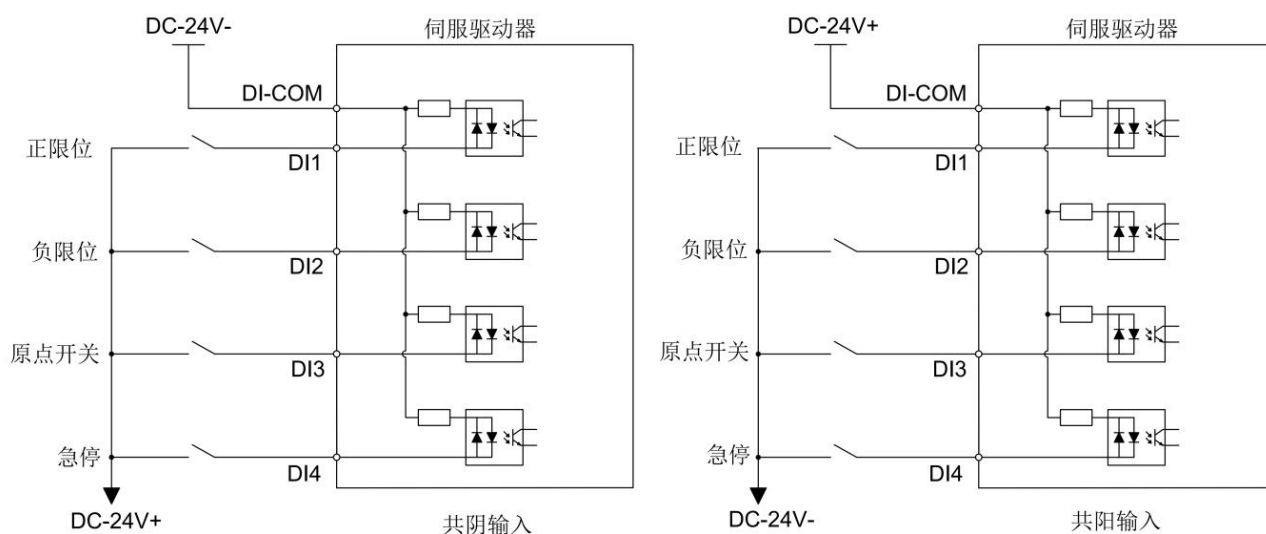 DC-24V-
伺服驱动器
DI-COM
正限位
DI1
负限位
DI2
原点开关
DI3
急停
DI4
DC-24V+
共阴输入
DC-24V+
伺服驱动器
DI-COM
正限位
DI1
负限位
DI2
原点开关
DI3
急停
DI4
DC-24V-
共阳输入